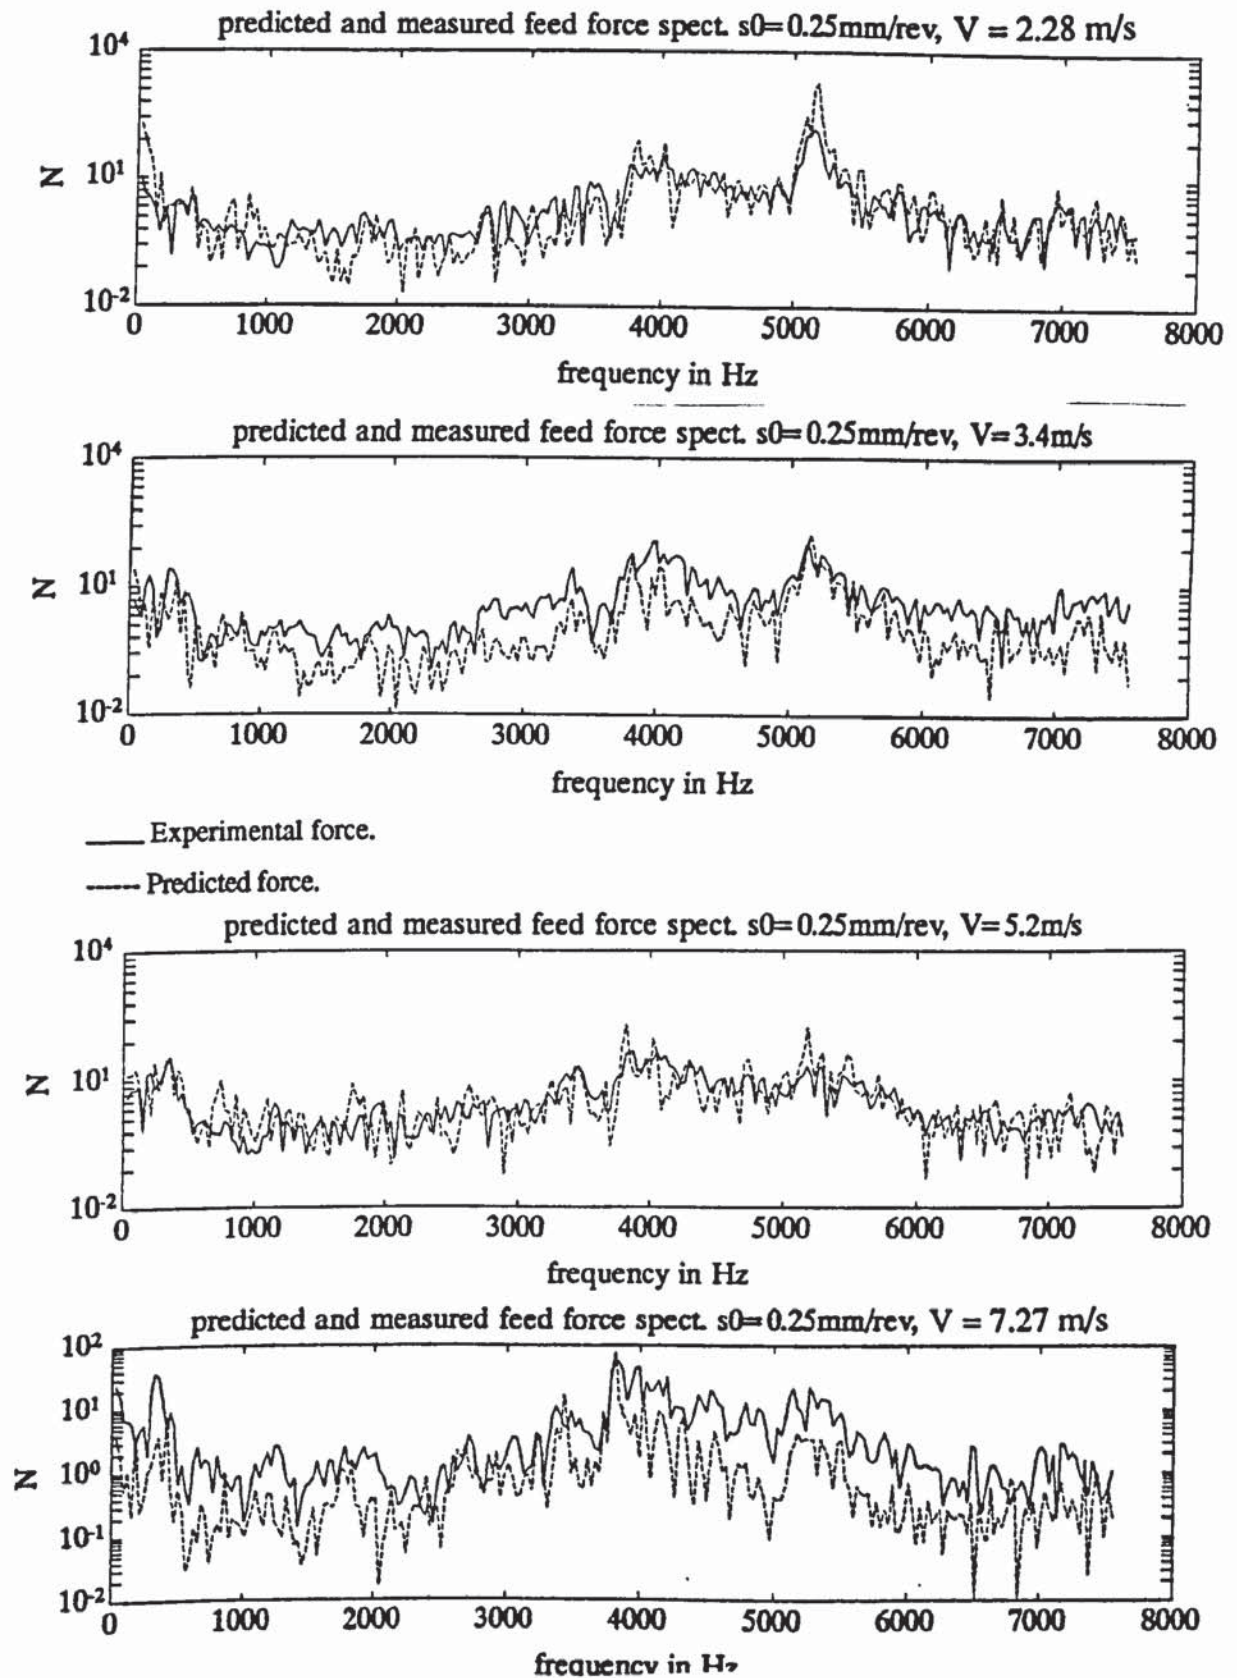 predicted and measured feed force spect. s0=0.25mm/rev, V = 2.28 m/s
10^4
N
10^1
10^-2
0 1000 2000 3000 4000 5000 6000 7000 8000
frequency in Hz
predicted and measured feed force spect. s0=0.25mm/rev, V=3.4m/s
10^4
N
10^1
10^-2
0 1000 2000 3000 4000 5000 6000 7000 8000
frequency in Hz
Experimental force.
Predicted force.
predicted and measured feed force spect. s0=0.25mm/rev, V=5.2m/s
10^4
N
10^1
10^-2
0 1000 2000 3000 4000 5000 6000 7000 8000
frequency in Hz
predicted and measured feed force spect. s0=0.25mm/rev, V = 7.27 m/s
10^2
10^1
N
10^0
10^-1
10^-2
0 1000 2000 3000 4000 5000 6000 7000 8000
frequency in Hz